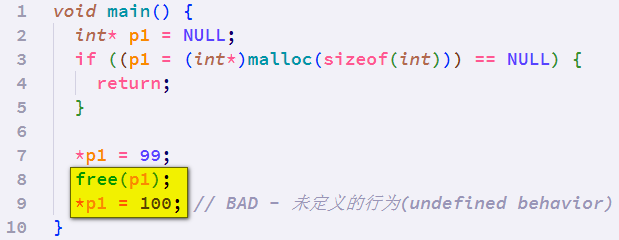 1 void main() {
2   int* p1 = NULL;
3   if ((p1 = (int*)malloc(sizeof(int))) == NULL) {
4     return;
5   }
6
7   *p1 = 99;
8   free(p1);
9   *p1 = 100; // BAD - 未定义的行为(undefined behavior)
10 }